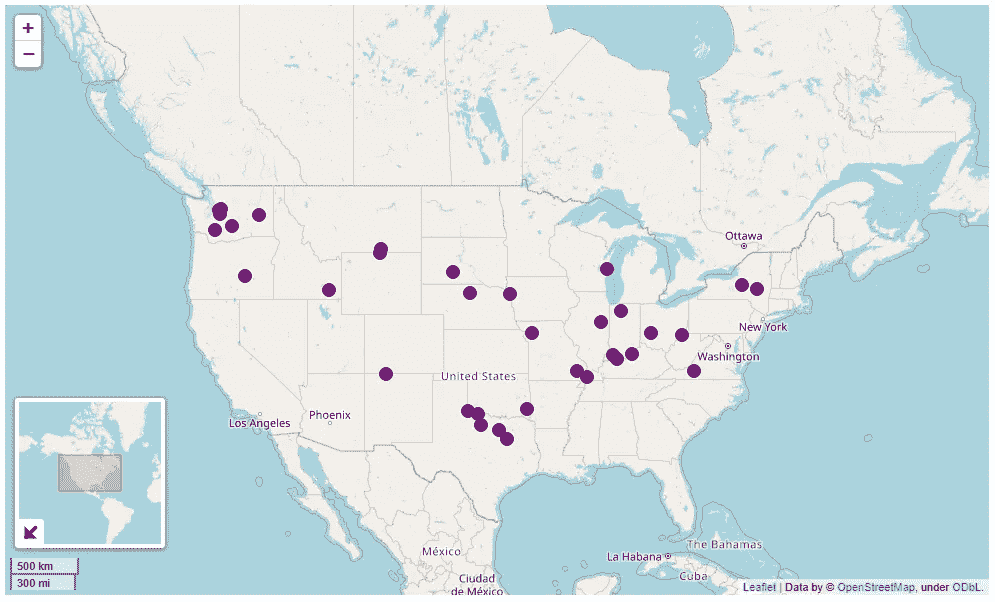 +
−
Ottawa
New York
Washington
United States
Phoenix
Los Angeles
The Bahamas
México
La Habana
Cuba
Ciudad
de México
500 km
300 mi
Leaflet | Data by © OpenStreetMap, under ODbL.